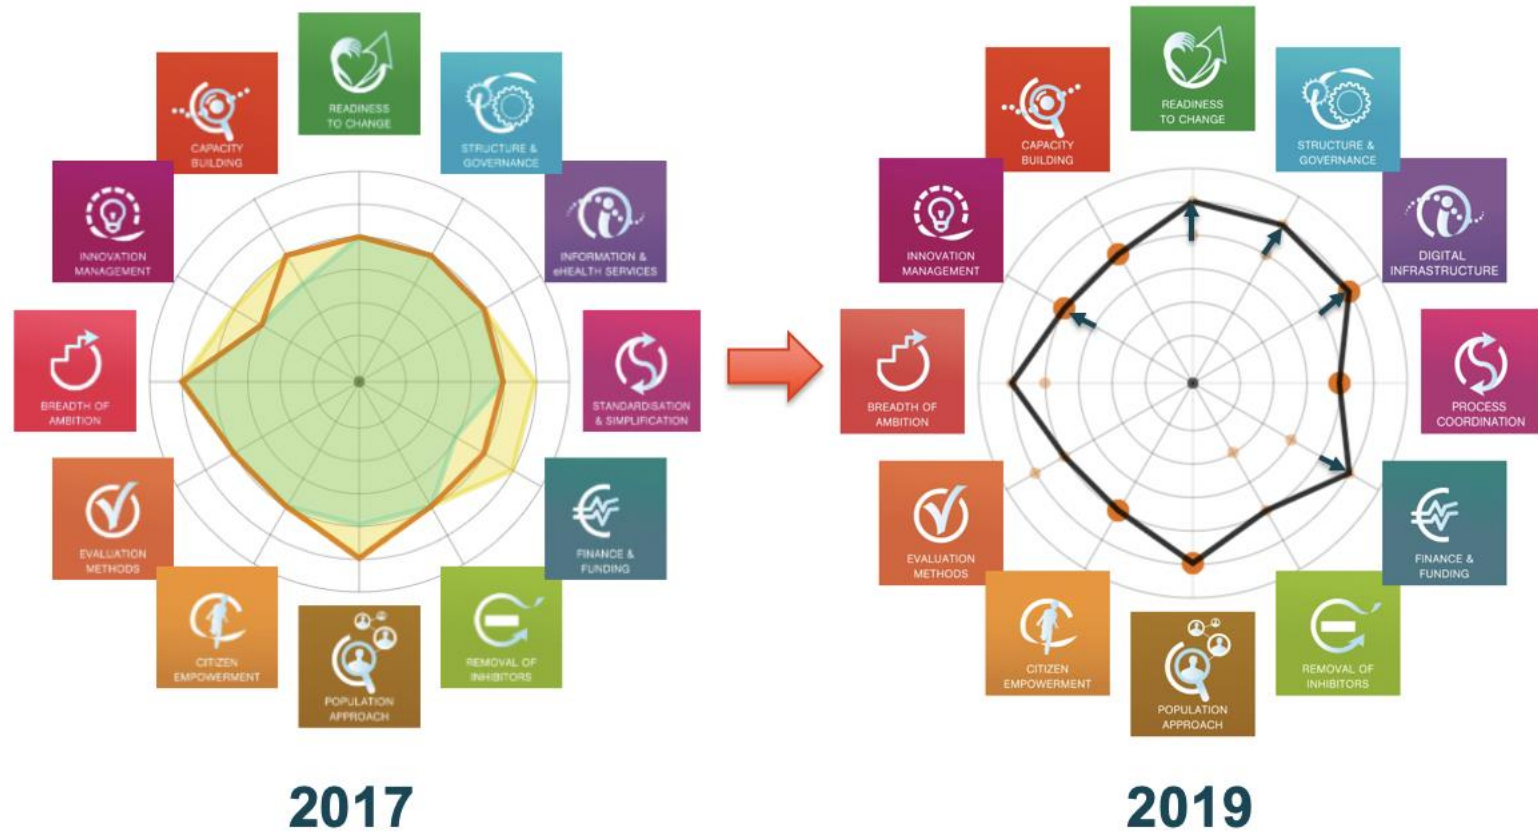 READINESS
TO CHANGE
STRUCTURE &
GOVERNANCE
INFORMATION &
eHEALTH SERVICES
STANDARDISATION
& SIMPLIFICATION
FINANCE &
FUNDING
REMOVAL OF
INHIBITORS
POPULATION
APPROACH
CITIZEN
EMPOWERMENT
EVALUATION
METHODS
BREADTH OF
AMBITION
INNOVATION
MANAGEMENT
CAPACITY
BUILDING
2017
READINESS
TO CHANGE
STRUCTURE &
GOVERNANCE
DIGITAL
INFRASTRUCTURE
PROCESS
COORDINATION
FINANCE &
FUNDING
REMOVAL OF
INHIBITORS
POPULATION
APPROACH
CITIZEN
EMPOWERMENT
EVALUATION
METHODS
BREADTH OF
AMBITION
INNOVATION
MANAGEMENT
CAPACITY
BUILDING
2019